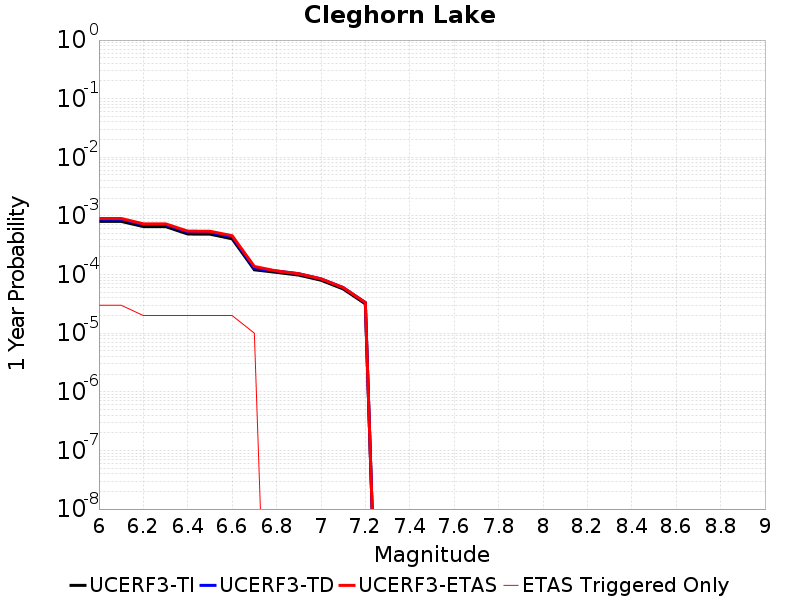 Cleghorn Lake
1 Year Probability
10^0
10^-1
10^-2
10^-3
10^-4
10^-5
10^-6
10^-7
10^-8
6 6.2 6.4 6.6 6.8 7 7.2 7.4 7.6 7.8 8 8.2 8.4 8.6 8.8 9
Magnitude
UCERF3-TI UCERF3-TD UCERF3-ETAS ETAS Triggered Only